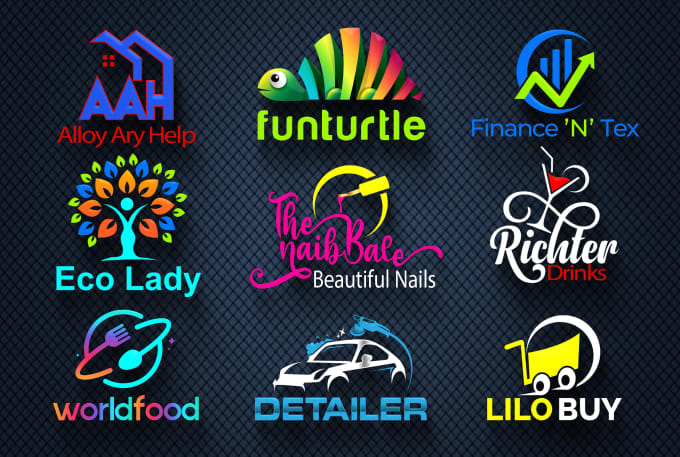 AAH
Alloy Ary Help
funturtle
Finance 'N' Tex
Eco Lady
The
naibBale
Beautiful Nails
Richter
Drinks
worldfood
DETAILER
LILO BUY